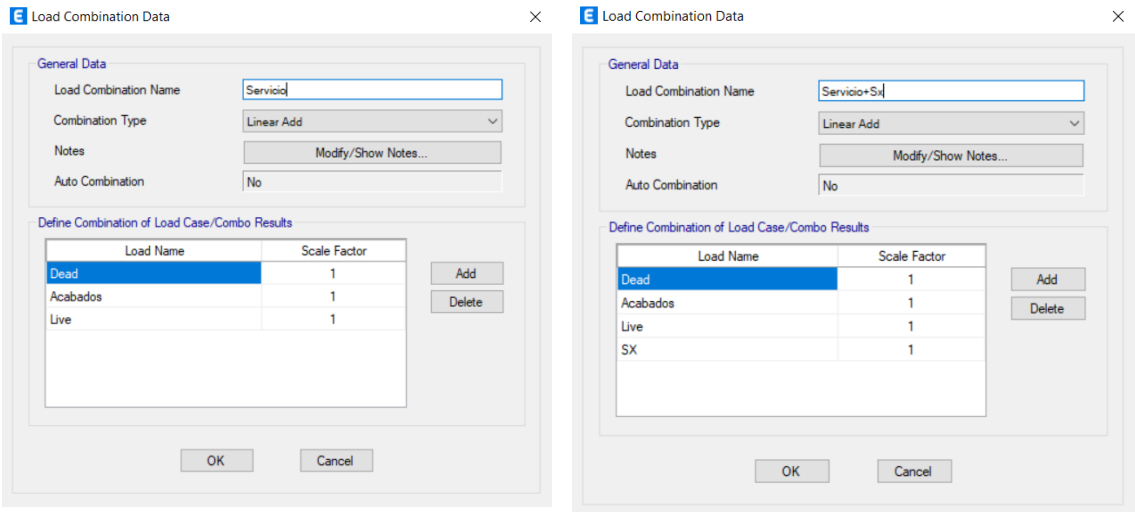 E Load Combination Data
General Data
Load Combination Name Servicio
Combination Type Linear Add
Notes Modify/Show Notes...
Auto Combination No
Define Combination of Load Case/Combo Results
Load Name Scale Factor
Dead 1 Add
Acabados 1 Delete
Live 1
OK Cancel
E Load Combination Data
General Data
Load Combination Name Servicio+Sx
Combination Type Linear Add
Notes Modify/Show Notes...
Auto Combination No
Define Combination of Load Case/Combo Results
Load Name Scale Factor
Dead 1 Add
Acabados 1 Delete
Live 1
SX 1
OK Cancel